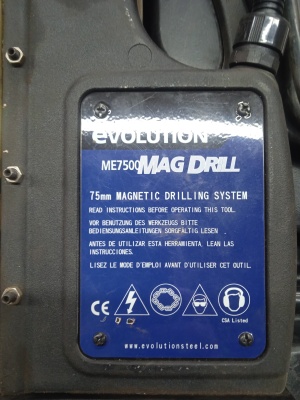 evolution
ME7500 MAG DRILL
75mm MAGNETIC DRILLING SYSTEM
READ INSTRUCTIONS BEFORE OPERATING THIS TOOL.
VOR BENUTZUNG DES WERKZEUGS BITTE
BEDIENUNGSANLEITUNGEN SORGFÄLTIG LESEN
ANTES DE UTILIZAR ESTA HERRAMIENTA, LEAN LAS
INSTRUCCIONES.
LISEZ LE MODE D'EMPLOI AVANT D'UTILISER CET OUTIL.
CE
CSA Listed
www.evolutionsteel.com